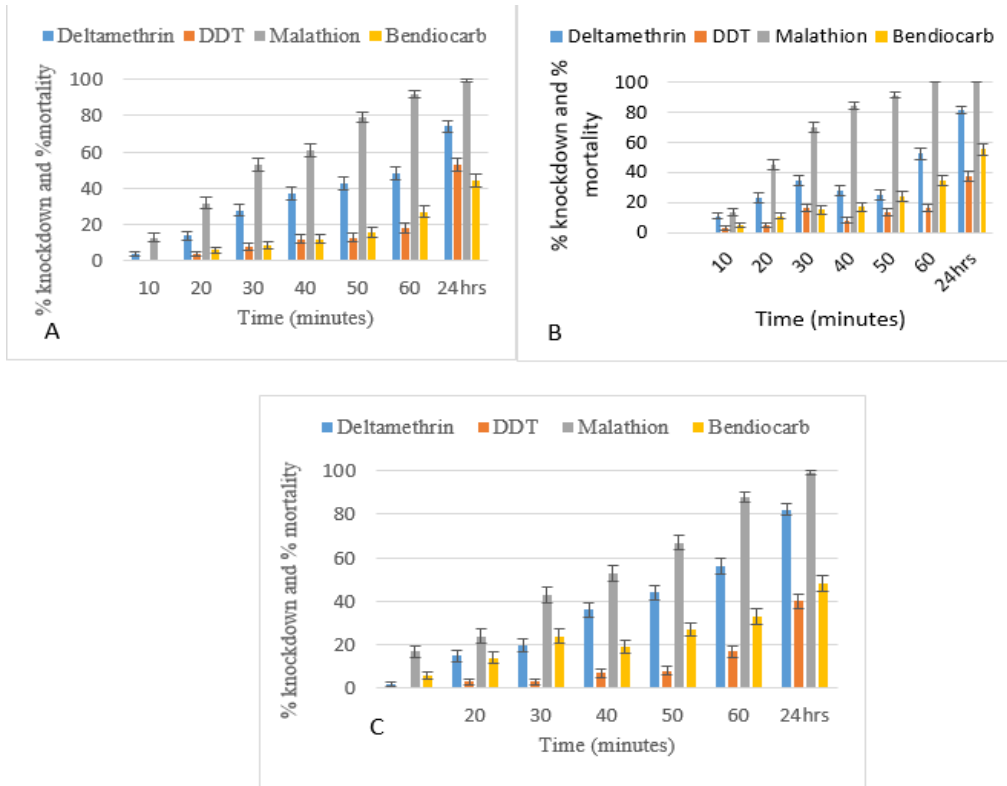 Deltamethrin DDT Malathion Bendiocarb
% knockdown and %mortality
100
80
60
40
20
0
10 20 30 40 50 60 24hrs
Time (minutes)
A
Deltamethrin DDT Malathion Bendiocarb
% knockdown and %
mortality
100
80
60
40
20
0
10 20 30 40 50 60 24hrs
Time (minutes)
B
Deltamethrin DDT Malathion Bendiocarb
% knockdown and % mortality
100
80
60
40
20
0
20 30 40 50 60 24hrs
Time (minutes)
C